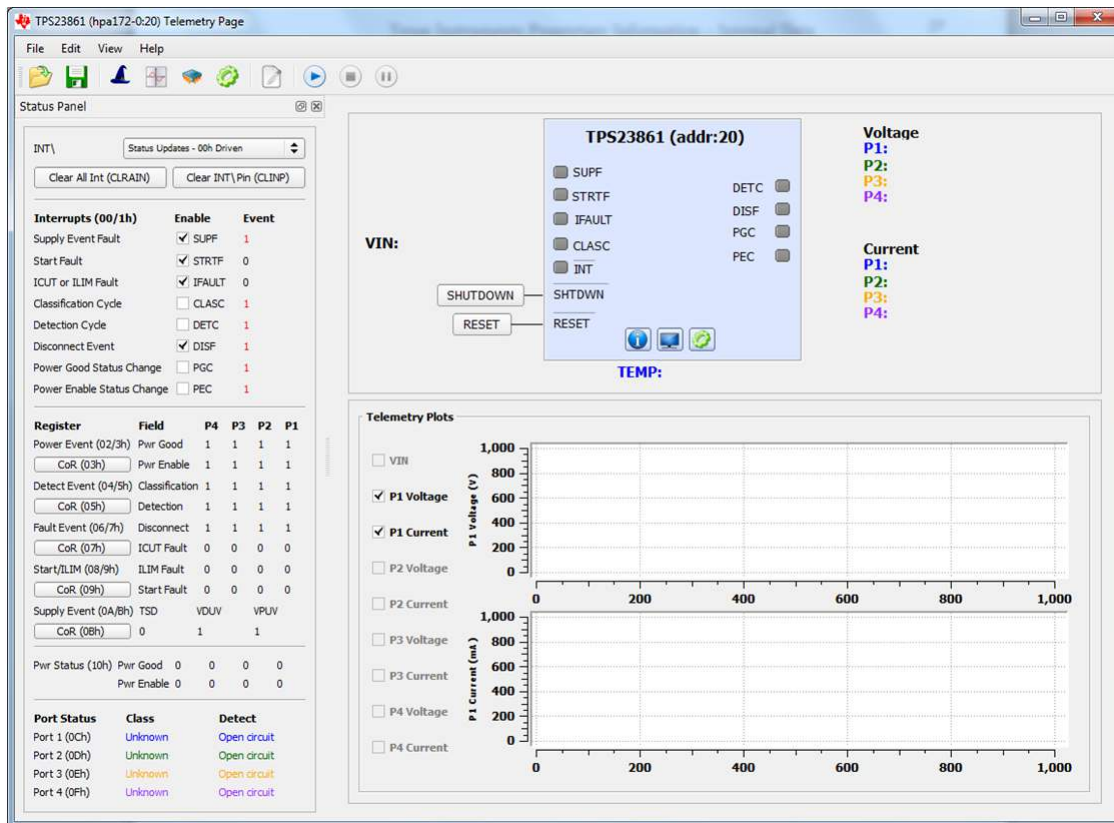 TPS23861 (hpa172-0:20) Telemetry Page
File Edit View Help
Status Panel
INT\ Status Updates - 00h Driven
Clear All Int (CLRAIN) Clear INT\ Pin (CLINP)
Interrupts (00/1h) Enable Event
Supply Event Fault SUPF 1
Start Fault STRTF 0
ICUT or ILIM Fault IFAULT 0
Classification Cycle CLASC 1
Detection Cycle DETC 1
Disconnect Event DISF 1
Power Good Status Change PGC 1
Power Enable Status Change PEC 1
Register Field P4 P3 P2 P1
Power Event (02/3h) Pwr Good 1 1 1 1
CoR (03h) Pwr Enable 1 1 1 1
Detect Event (04/5h) Classification 1 1 1 1
CoR (05h) Detection 1 1 1 1
Fault Event (06/7h) Disconnect 1 1 1 1
CoR (07h) ICUT Fault 0 0 0 0
Start/ILIM (08/9h) ILIM Fault 0 0 0 0
CoR (09h) Start Fault 0 0 0 0
Supply Event (0A/Bh) TSD VDUV VPUV
CoR (0Bh) 0 1 1
Pwr Status (10h) Pwr Good 0 0 0 0
Pwr Enable 0 0 0 0
Port Status Class Detect
Port 1 (0Ch) Unknown Open circuit
Port 2 (0Dh) Unknown Open circuit
Port 3 (0Eh) Unknown Open circuit
Port 4 (0Fh) Unknown Open circuit
VIN:
TPS23861 (addr:20)
SUPF
STRTF
IFAULT
CLASC
INT
SHUTDOWN SHTDWN
RESET RESET
DETC
DISF
PGC
PEC
TEMP:
Voltage
P1:
P2:
P3:
P4:
Current
P1:
P2:
P3:
P4:
Telemetry Plots
VIN
P1 Voltage
P1 Current
P2 Voltage
P2 Current
P3 Voltage
P3 Current
P4 Voltage
P4 Current
P1 Voltage (V)
1,000
800
600
400
200
0
0 200 400 600 800 1,000
P1 Current (mA)
1,000
800
600
400
200
0
0 200 400 600 800 1,000